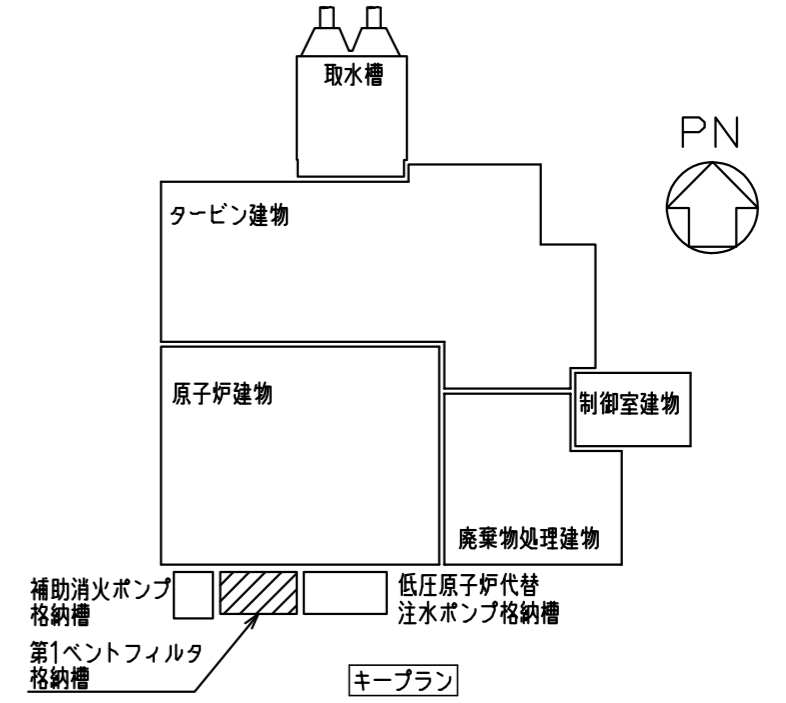 取水槽
PN
タービン建物
原子炉建物
制御室建物
廃棄物処理建物
補助消火ポンプ
格納槽
低圧原子炉代替
注水ポンプ格納槽
第1ベントフィルタ
格納槽
キープラン